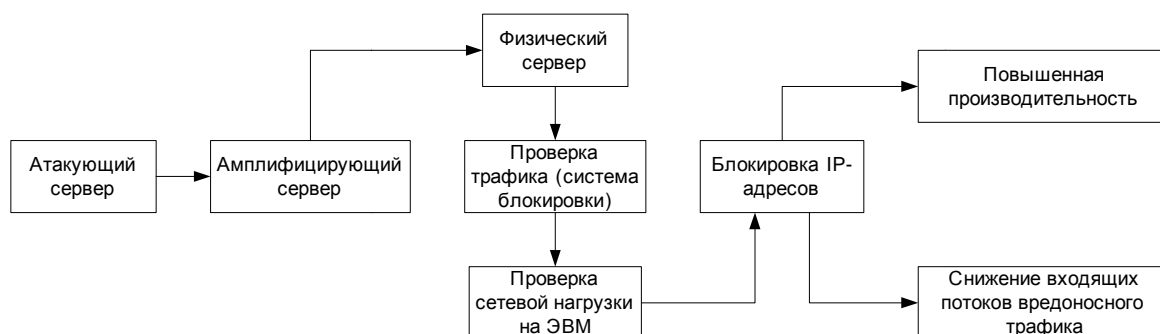 Атакующий
сервер
Амплифицирующий
сервер
Физический
сервер
Проверка
трафика (система
блокировки)
Проверка
сетевой нагрузки
на ЭВМ
Блокировка IP-
адресов
Повышенная
производительность
Снижение входящих
потоков вредоносного
трафика